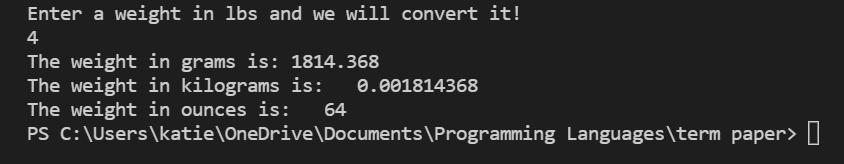 Enter a weight in lbs and we will convert it!
4
The weight in grams is: 1814.368
The weight in kilograms is:   0.001814368
The weight in ounces is:   64
PS C:\Users\katie\OneDrive\Documents\Programming Languages\term paper>